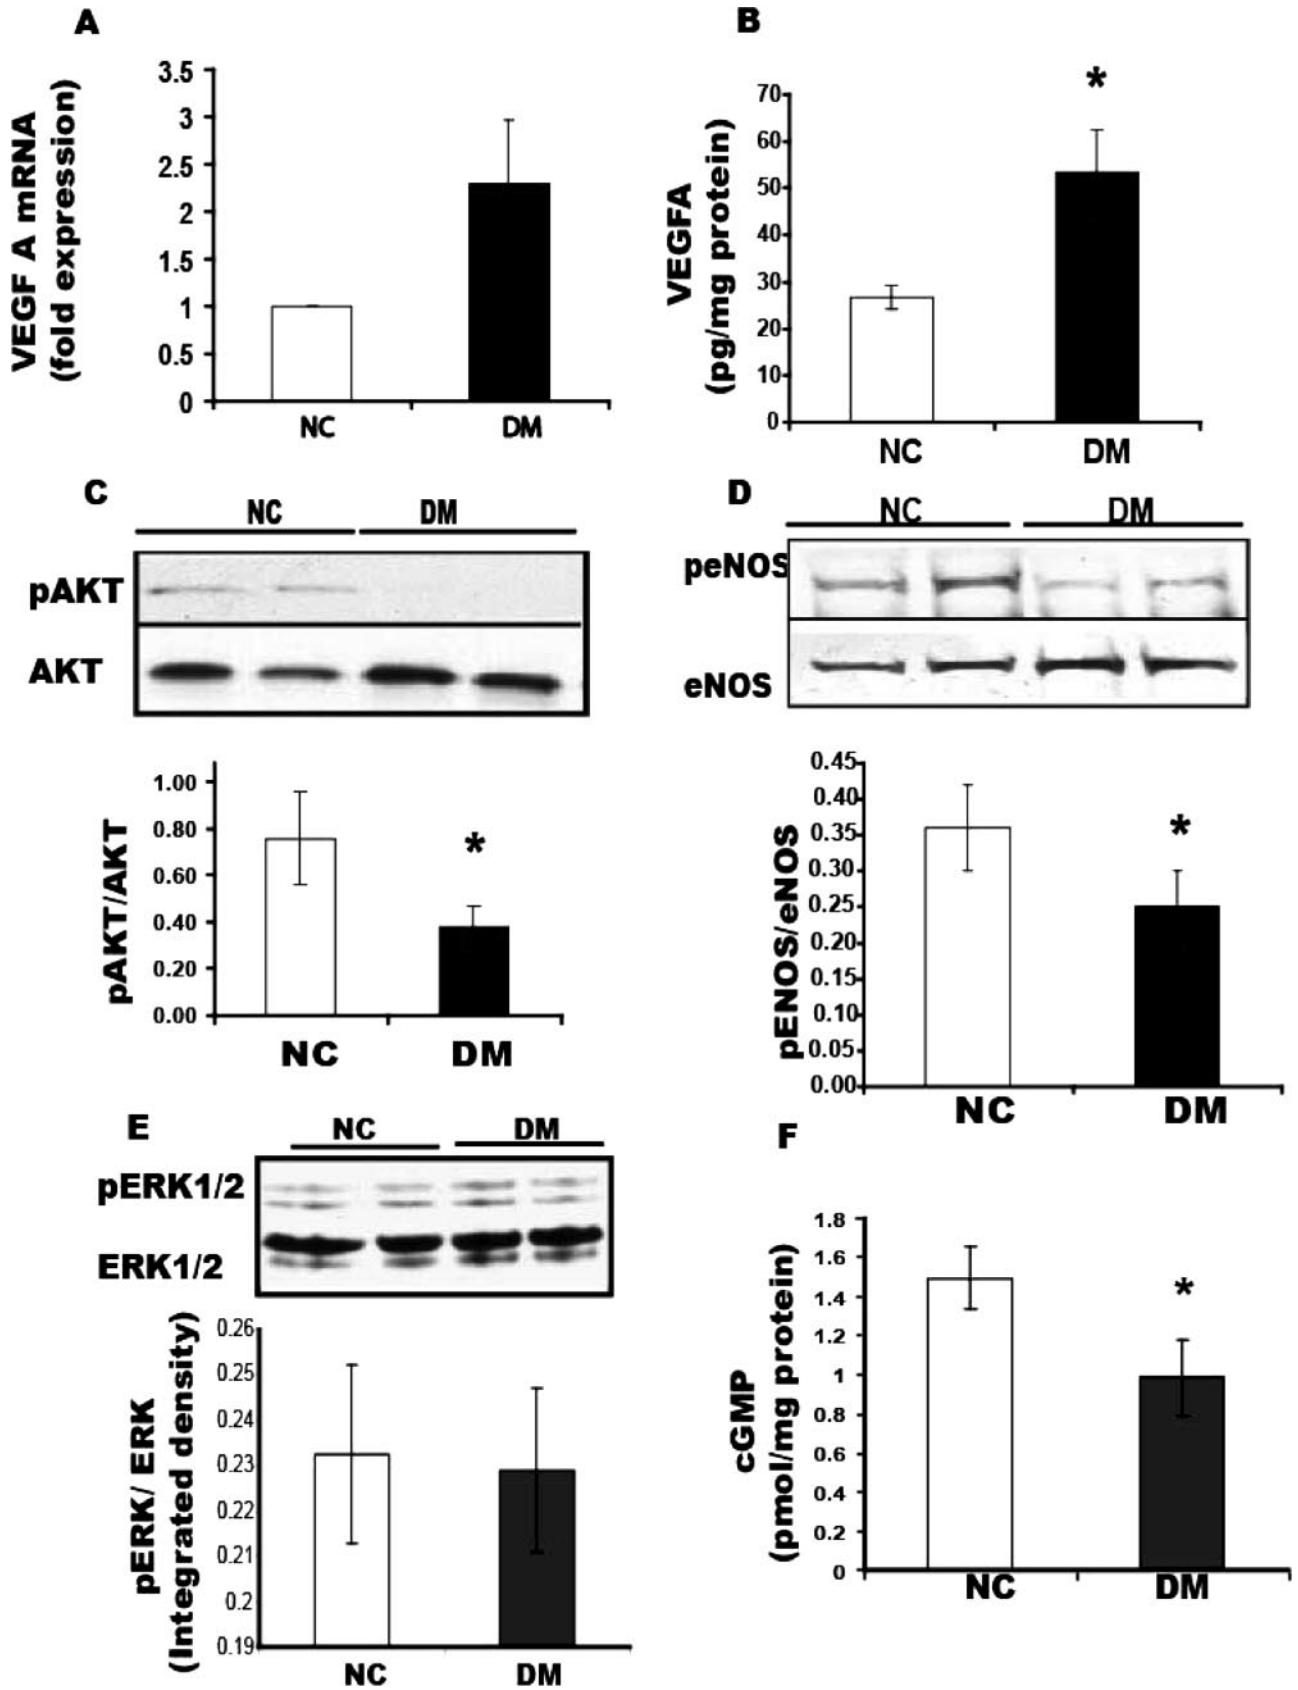 A
VEGF A mRNA
(fold expression)
3.5
3
2.5
2
1.5
1
0.5
0
NC DM
B
VEGFA
(pg/mg protein)
70
60
50
40
30
20
10
0
*
NC DM
C
NC DM
pAKT
AKT
pAKT/AKT
1.00
0.80
0.60
0.40
0.20
0.00
*
NC DM
D
NC DM
peNOS
eNOS
pENOS/eNOS
0.45
0.40
0.35
0.30
0.25
0.20
0.15
0.10
0.05
0.00
*
NC DM
E
NC DM
pERK1/2
ERK1/2
pERK/ ERK
(Integrated density)
0.26
0.25
0.24
0.23
0.22
0.21
0.2
0.19
NC DM
F
cGMP
(pmol/mg protein)
1.8
1.6
1.4
1.2
1
0.8
0.6
0.4
0.2
0
*
NC DM